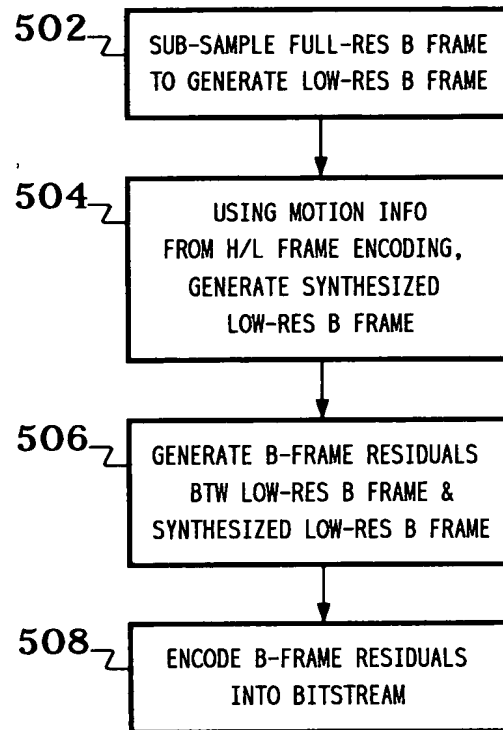 502
SUB-SAMPLE FULL-RES B FRAME
TO GENERATE LOW-RES B FRAME
504
USING MOTION INFO
FROM H/L FRAME ENCODING,
GENERATE SYNTHESIZED
LOW-RES B FRAME
506
GENERATE B-FRAME RESIDUALS
BTW LOW-RES B FRAME &
SYNTHESIZED LOW-RES B FRAME
508
ENCODE B-FRAME RESIDUALS
INTO BITSTREAM